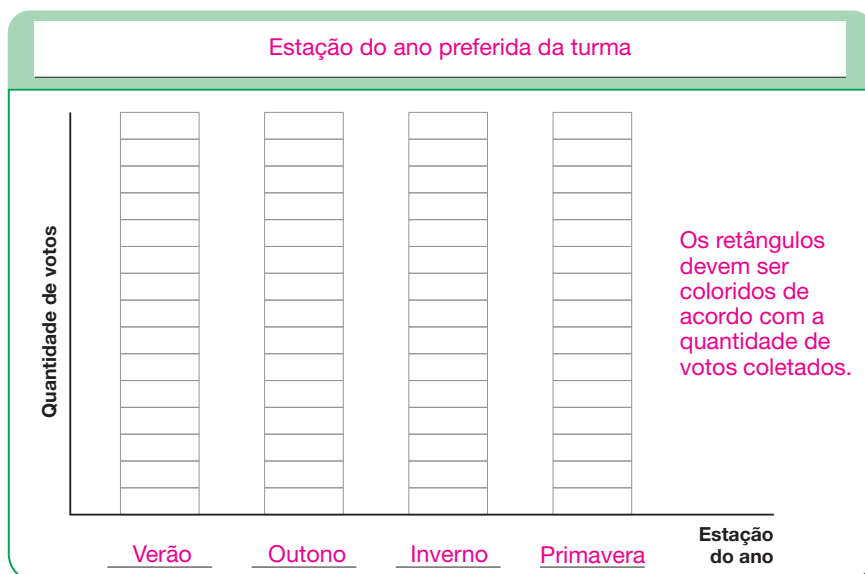 Estação do ano preferida da turma
Quantidade de votos
Os retângulos
devem ser
coloridos de
acordo com a
quantidade de
votos coletados.
Verão
Outono
Inverno
Primavera
Estação
do ano